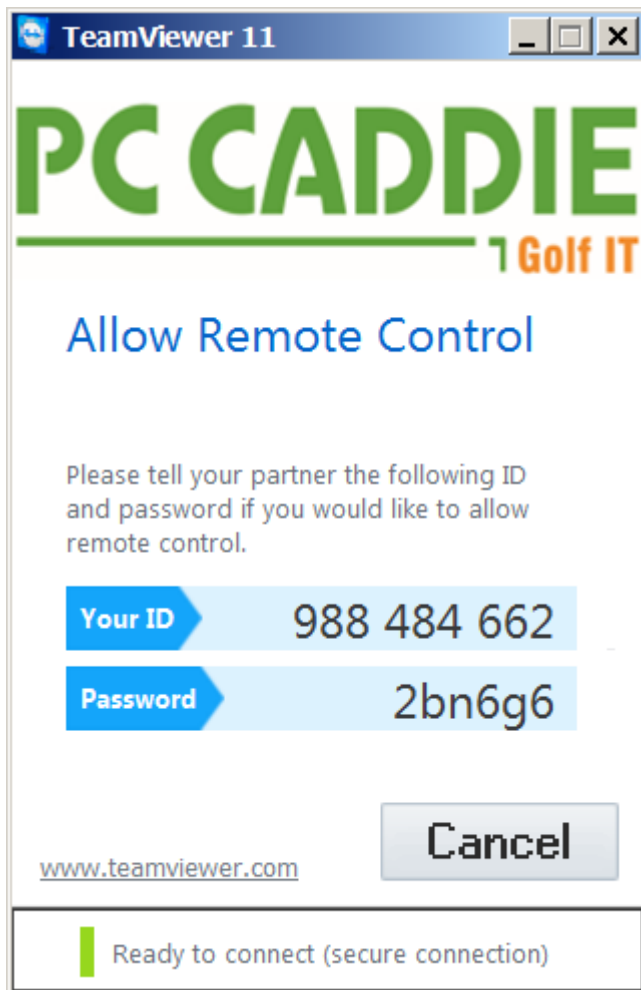 TeamViewer 11
PC CADDIE
Golf IT
Allow Remote Control
Please tell your partner the following ID
and password if you would like to allow
remote control.
Your ID 988 484 662
Password 2bn6g6
Cancel
www.teamviewer.com
Ready to connect (secure connection)